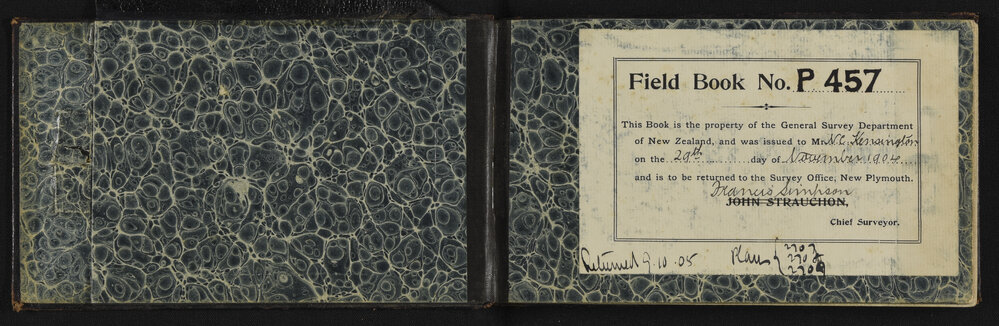 Field Book No. P 457
This Book is the property of the General Survey Department
of New Zealand, and was issued to Mr. W.C. Kensington
on the 29th day of November 1904
and is to be returned to the Survey Office, New Plymouth.
Francis Simpson
JOHN STRAUCHON,
Chief Surveyor.
Returned 9.10.05 Plans { 2707
2708
2709